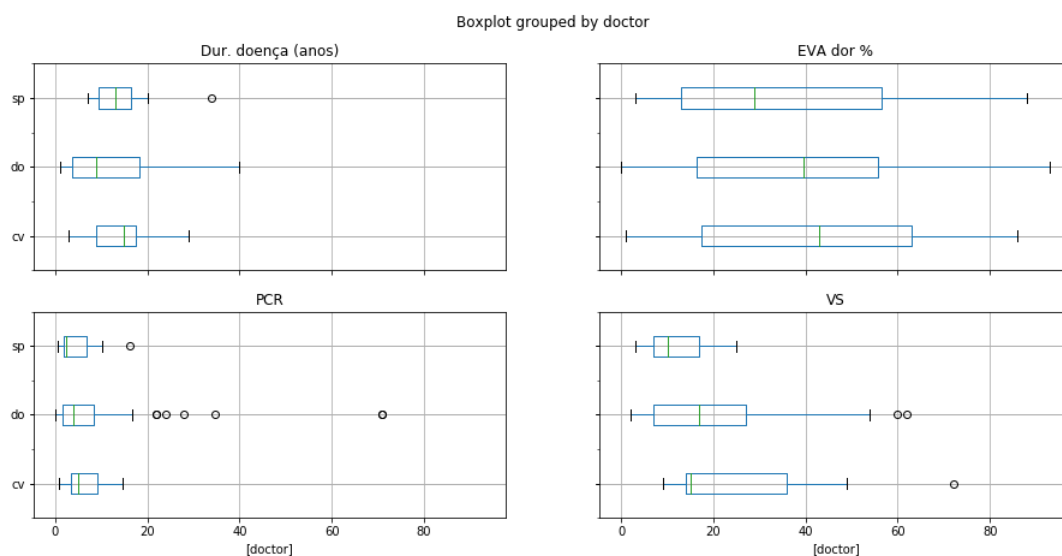 Boxplot grouped by doctor
Dur. doença (anos)
EVA dor %
sp
do
cv
PCR
VS
sp
do
cv
0 20 40 60 80
0 20 40 60 80
[doctor]
[doctor]